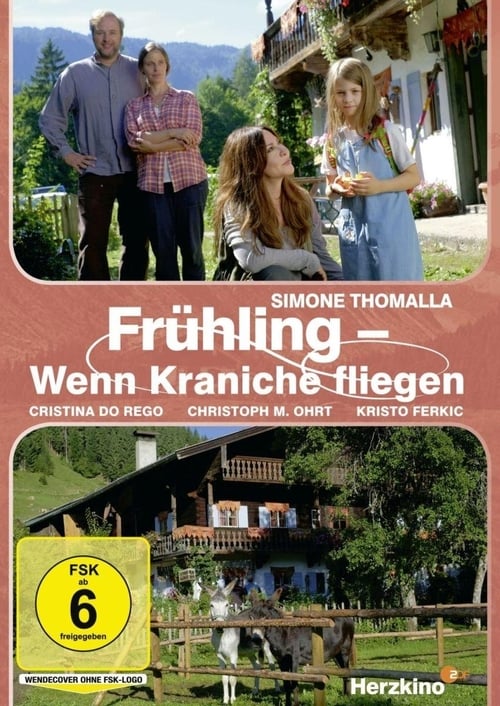 SIMONE THOMALLA
Frühling –
Wenn Kraniche fliegen
CRISTINA DO REGO CHRISTOPH M. OHRT KRISTO FERKIC
FSK
ab
6
freigegeben
WENDECOVER OHNE FSK-LOGO
Herzkino ZDF